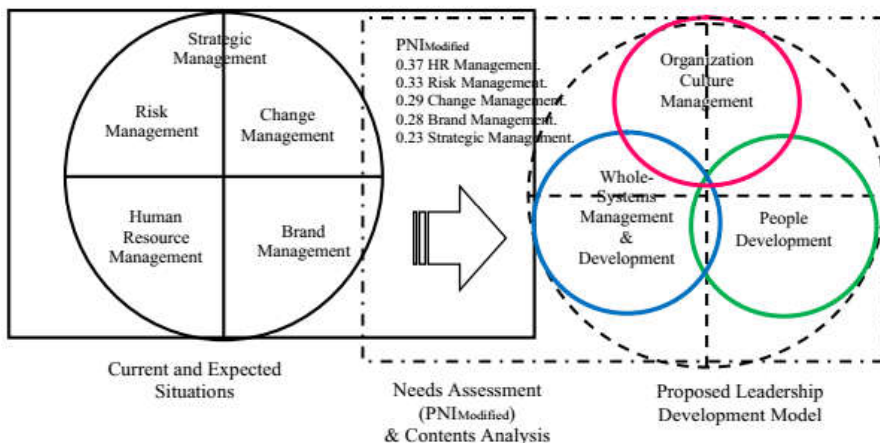 Strategic
Management
Risk
Management
Change
Management
Human
Resource
Management
Brand
Management
PNIModified
0.37 HR Management.
0.33 Risk Management.
0.29 Change Management.
0.28 Brand Management.
0.23 Strategic Management.
Organization
Culture
Management
Whole-
Systems
Management
&
Development
People
Development
Current and Expected
Situations
Needs Assessment
(PNIModified)
& Contents Analysis
Proposed Leadership
Development Model